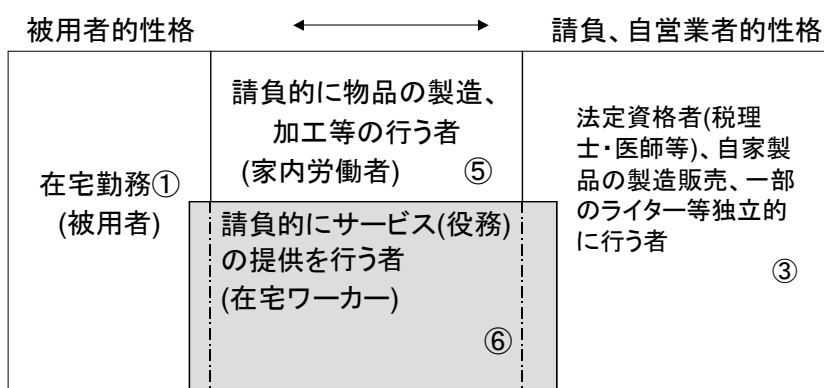 被用者的性格
請負、自営業者的性格
在宅勤務①
(被用者)
請負的に物品の製造、
加工等の行う者
(家内労働者) ⑤
請負的にサービス(役務)
の提供を行う者
(在宅ワーカー)
⑥
法定資格者(税理
士・医師等)、自家製
品の製造販売、一部
のライター等独立的
に行う者
③